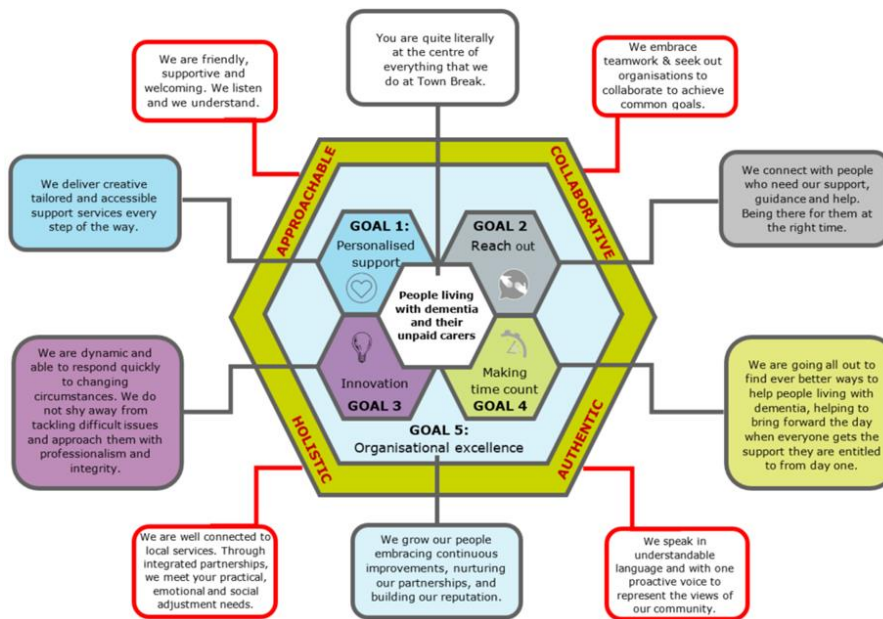 We are friendly,
supportive and
welcoming. We listen
and we understand.
You are quite literally
at the centre of
everything that we
do at Town Break.
We embrace
teamwork & seek out
organisations to
collaborate to achieve
common goals.
We deliver creative
tailored and accessible
support services every
step of the way.
We connect with people
who need our support,
guidance and help.
Being there for them at
the right time.
APPROACHABLE
COLLABORATIVE
GOAL 1:
Personalised
support
GOAL 2
Reach out
People living
with dementia
and their
unpaid carers
Innovation
GOAL 3
Making
time count
GOAL 4
GOAL 5:
Organisational excellence
HOLISTIC
AUTHENTIC
We are dynamic and
able to respond quickly
to changing
circumstances. We do
not shy away from
tackling difficult issues
and approach them with
professionalism and
integrity.
We are going all out to
find ever better ways to
help people living with
dementia, helping to
bring forward the day
when everyone gets the
support they are entitled
to from day one.
We are well connected to
local services. Through
integrated partnerships,
we meet your practical,
emotional and social
adjustment needs.
We grow our people
embracing continuous
improvements, nurturing
our partnerships, and
building our reputation.
We speak in
understandable
language and with one
proactive voice to
represent the views of
our community.